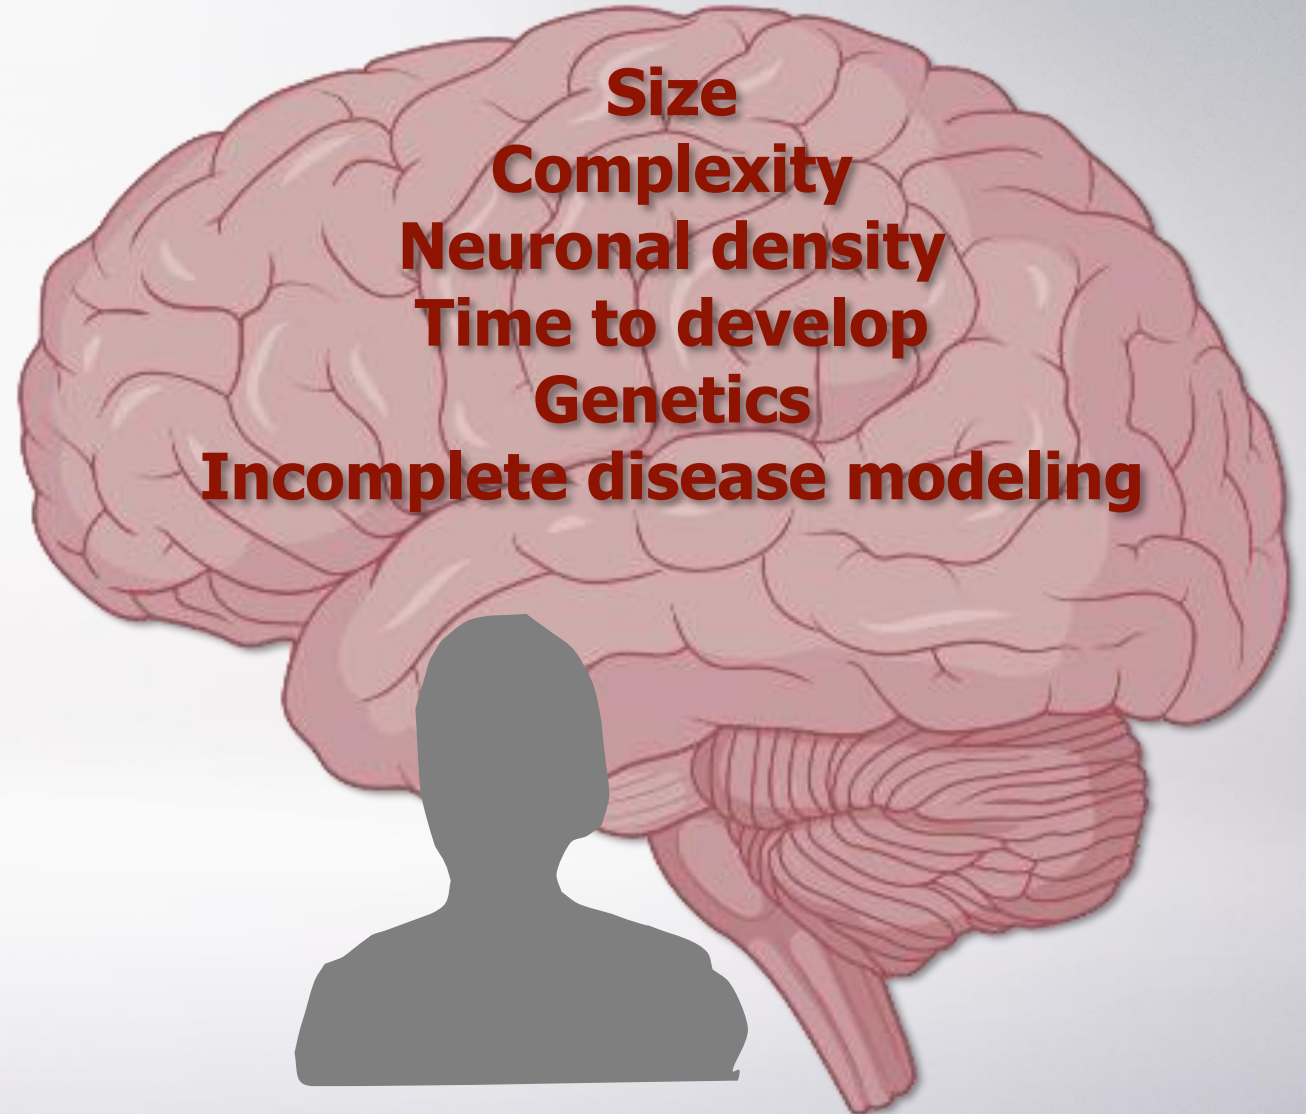 Size
Complexity
Neuronal density
Time to develop
Genetics
Incomplete disease modeling